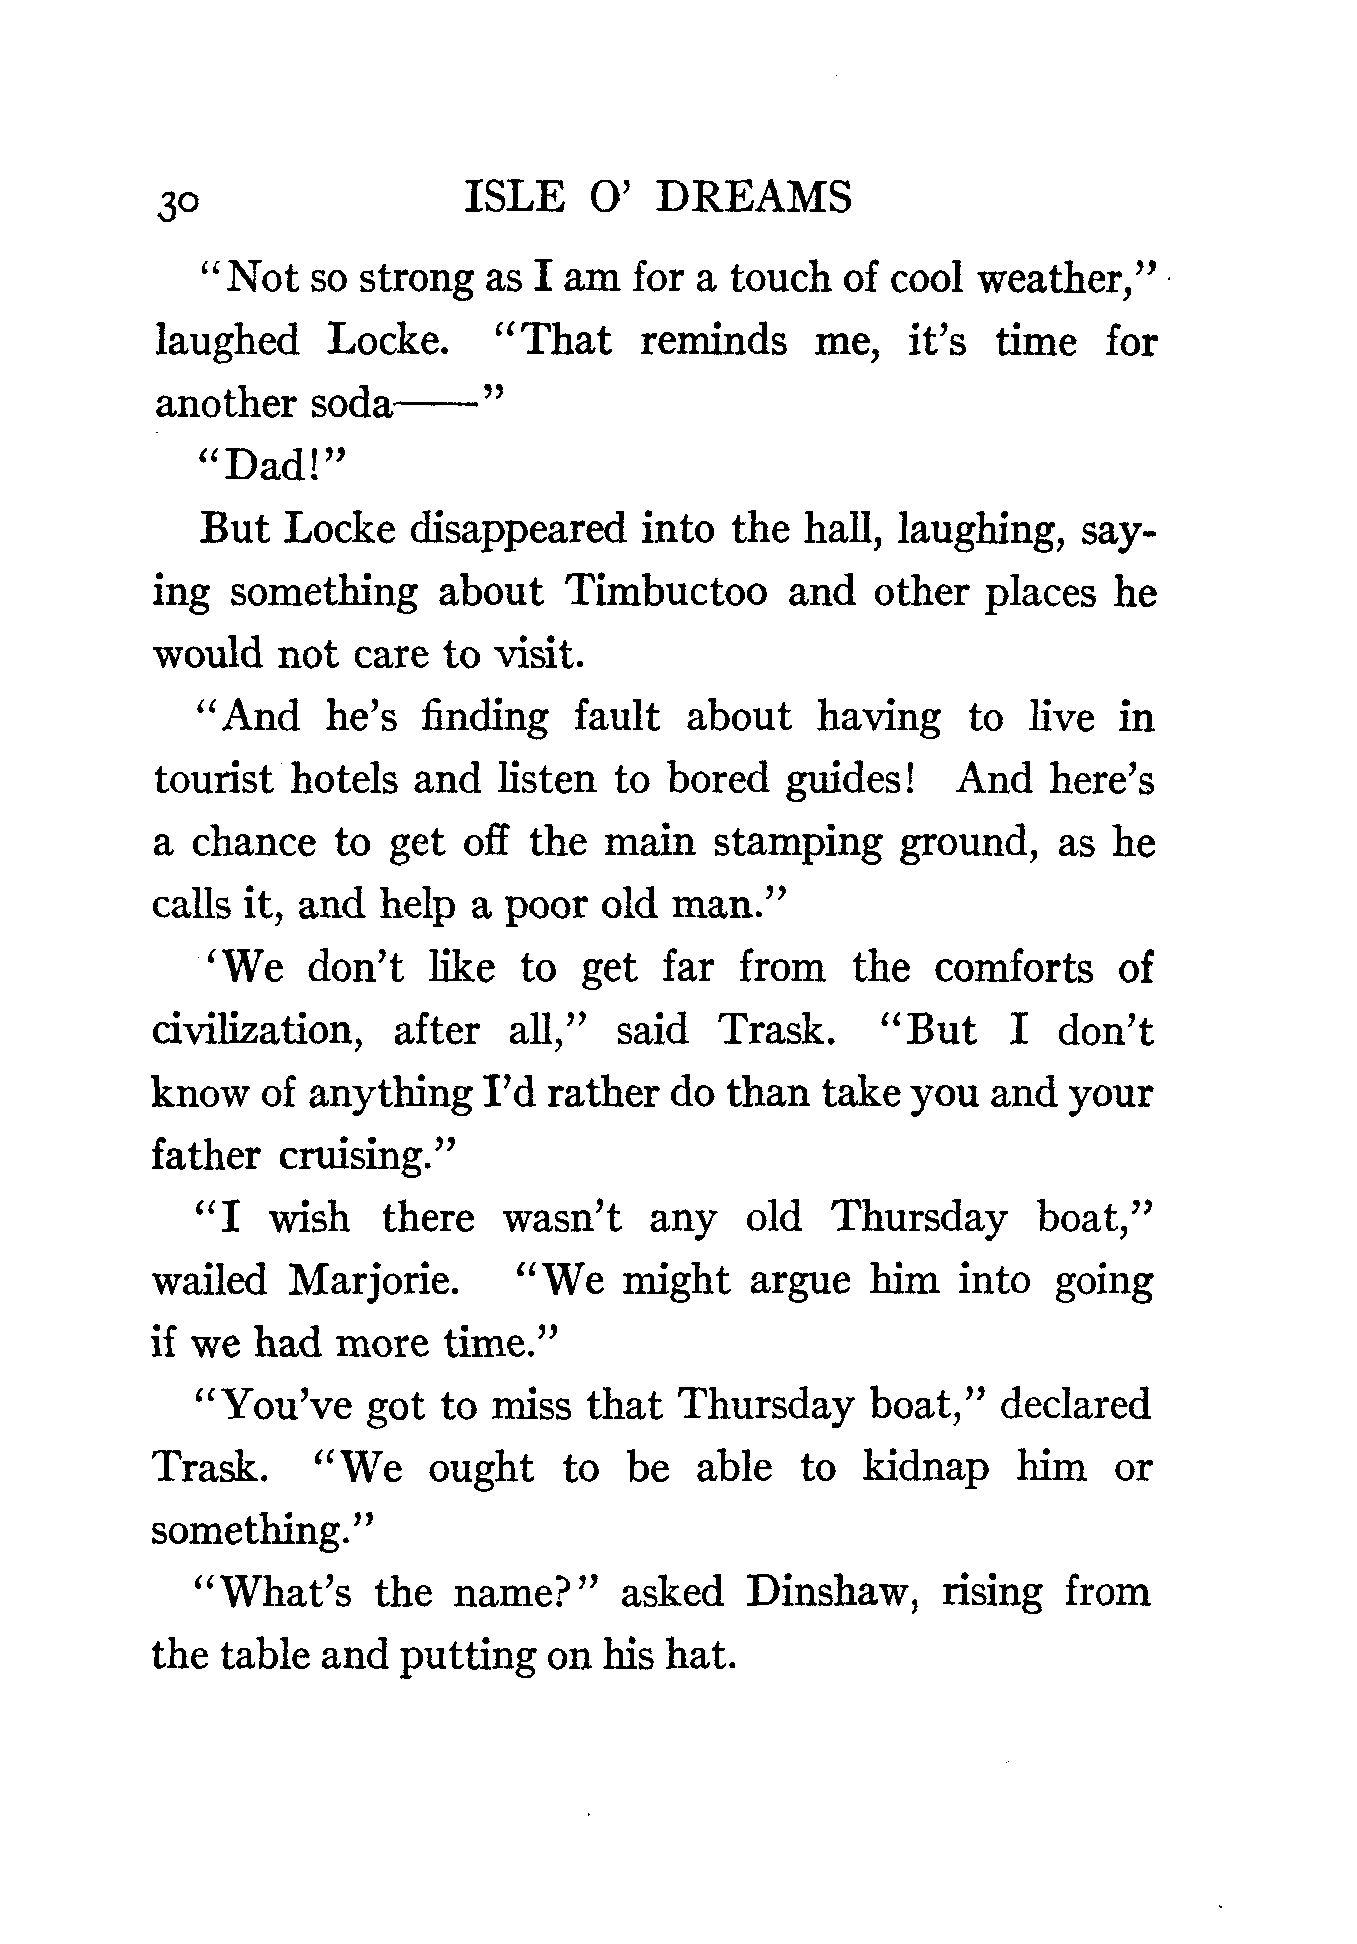 30 ISLE O' DREAMS
"Not so strong as I am for a touch of cool weather,"
laughed Locke. "That reminds me, it's time for
another soda——"
"Dad!"
But Locke disappeared into the hall, laughing, say-
ing something about Timbuctoo and other places he
would not care to visit.
"And he's finding fault about having to live in
tourist hotels and listen to bored guides! And here's
a chance to get off the main stamping ground, as he
calls it, and help a poor old man."
'We don't like to get far from the comforts of
civilization, after all," said Trask. "But I don't
know of anything I'd rather do than take you and your
father cruising."
"I wish there wasn't any old Thursday boat,"
wailed Marjorie. "We might argue him into going
if we had more time."
"You've got to miss that Thursday boat," declared
Trask. "We ought to be able to kidnap him or
something."
"What's the name?" asked Dinshaw, rising from
the table and putting on his hat.